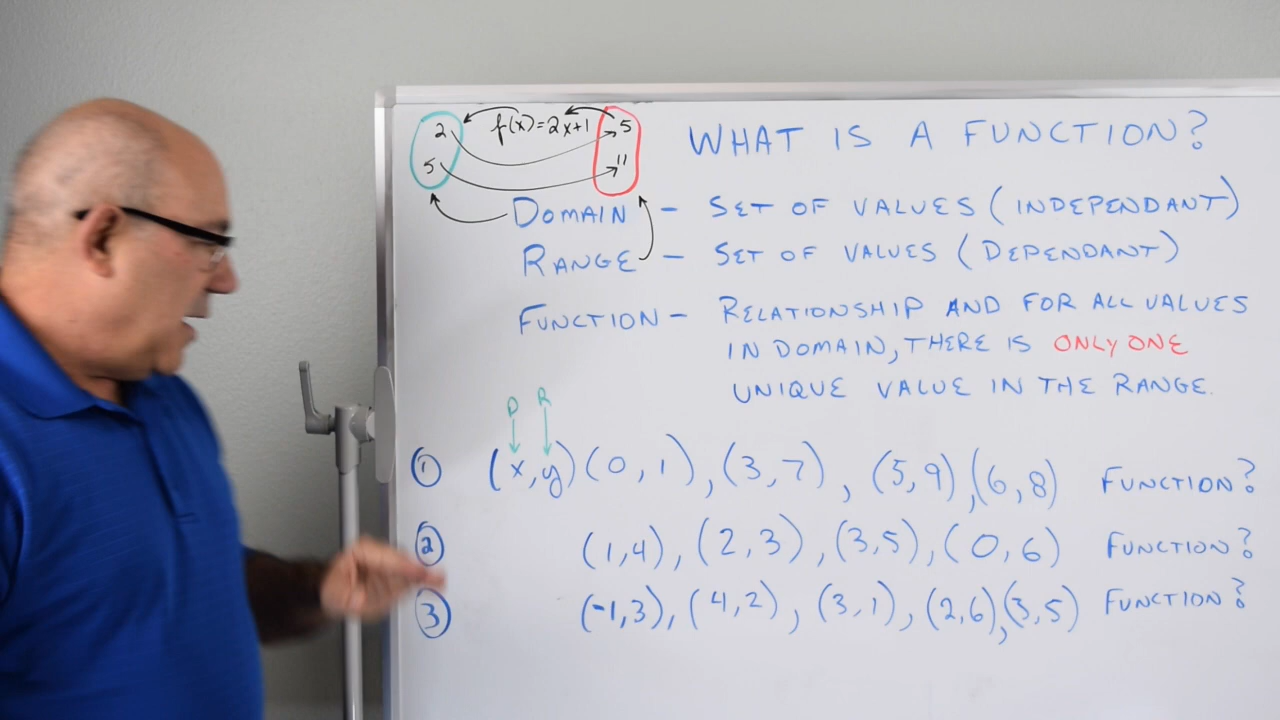 2 f(x)=2x+1 5
5 11
WHAT IS A FUNCTION?
DOMAIN - SET OF VALUES (INDEPENDANT)
RANGE - SET OF VALUES (DEPENDANT)
FUNCTION - RELATIONSHIP AND FOR ALL VALUES
IN DOMAIN, THERE IS ONLY ONE
UNIQUE VALUE IN THE RANGE.
D R
① (x,y) (0,1), (3,7), (5,9), (6,8) FUNCTION?
② (1,4), (2,3), (3,5), (0,6) FUNCTION?
③ (-1,3), (4,2), (3,1), (2,6), (3,5) FUNCTION?